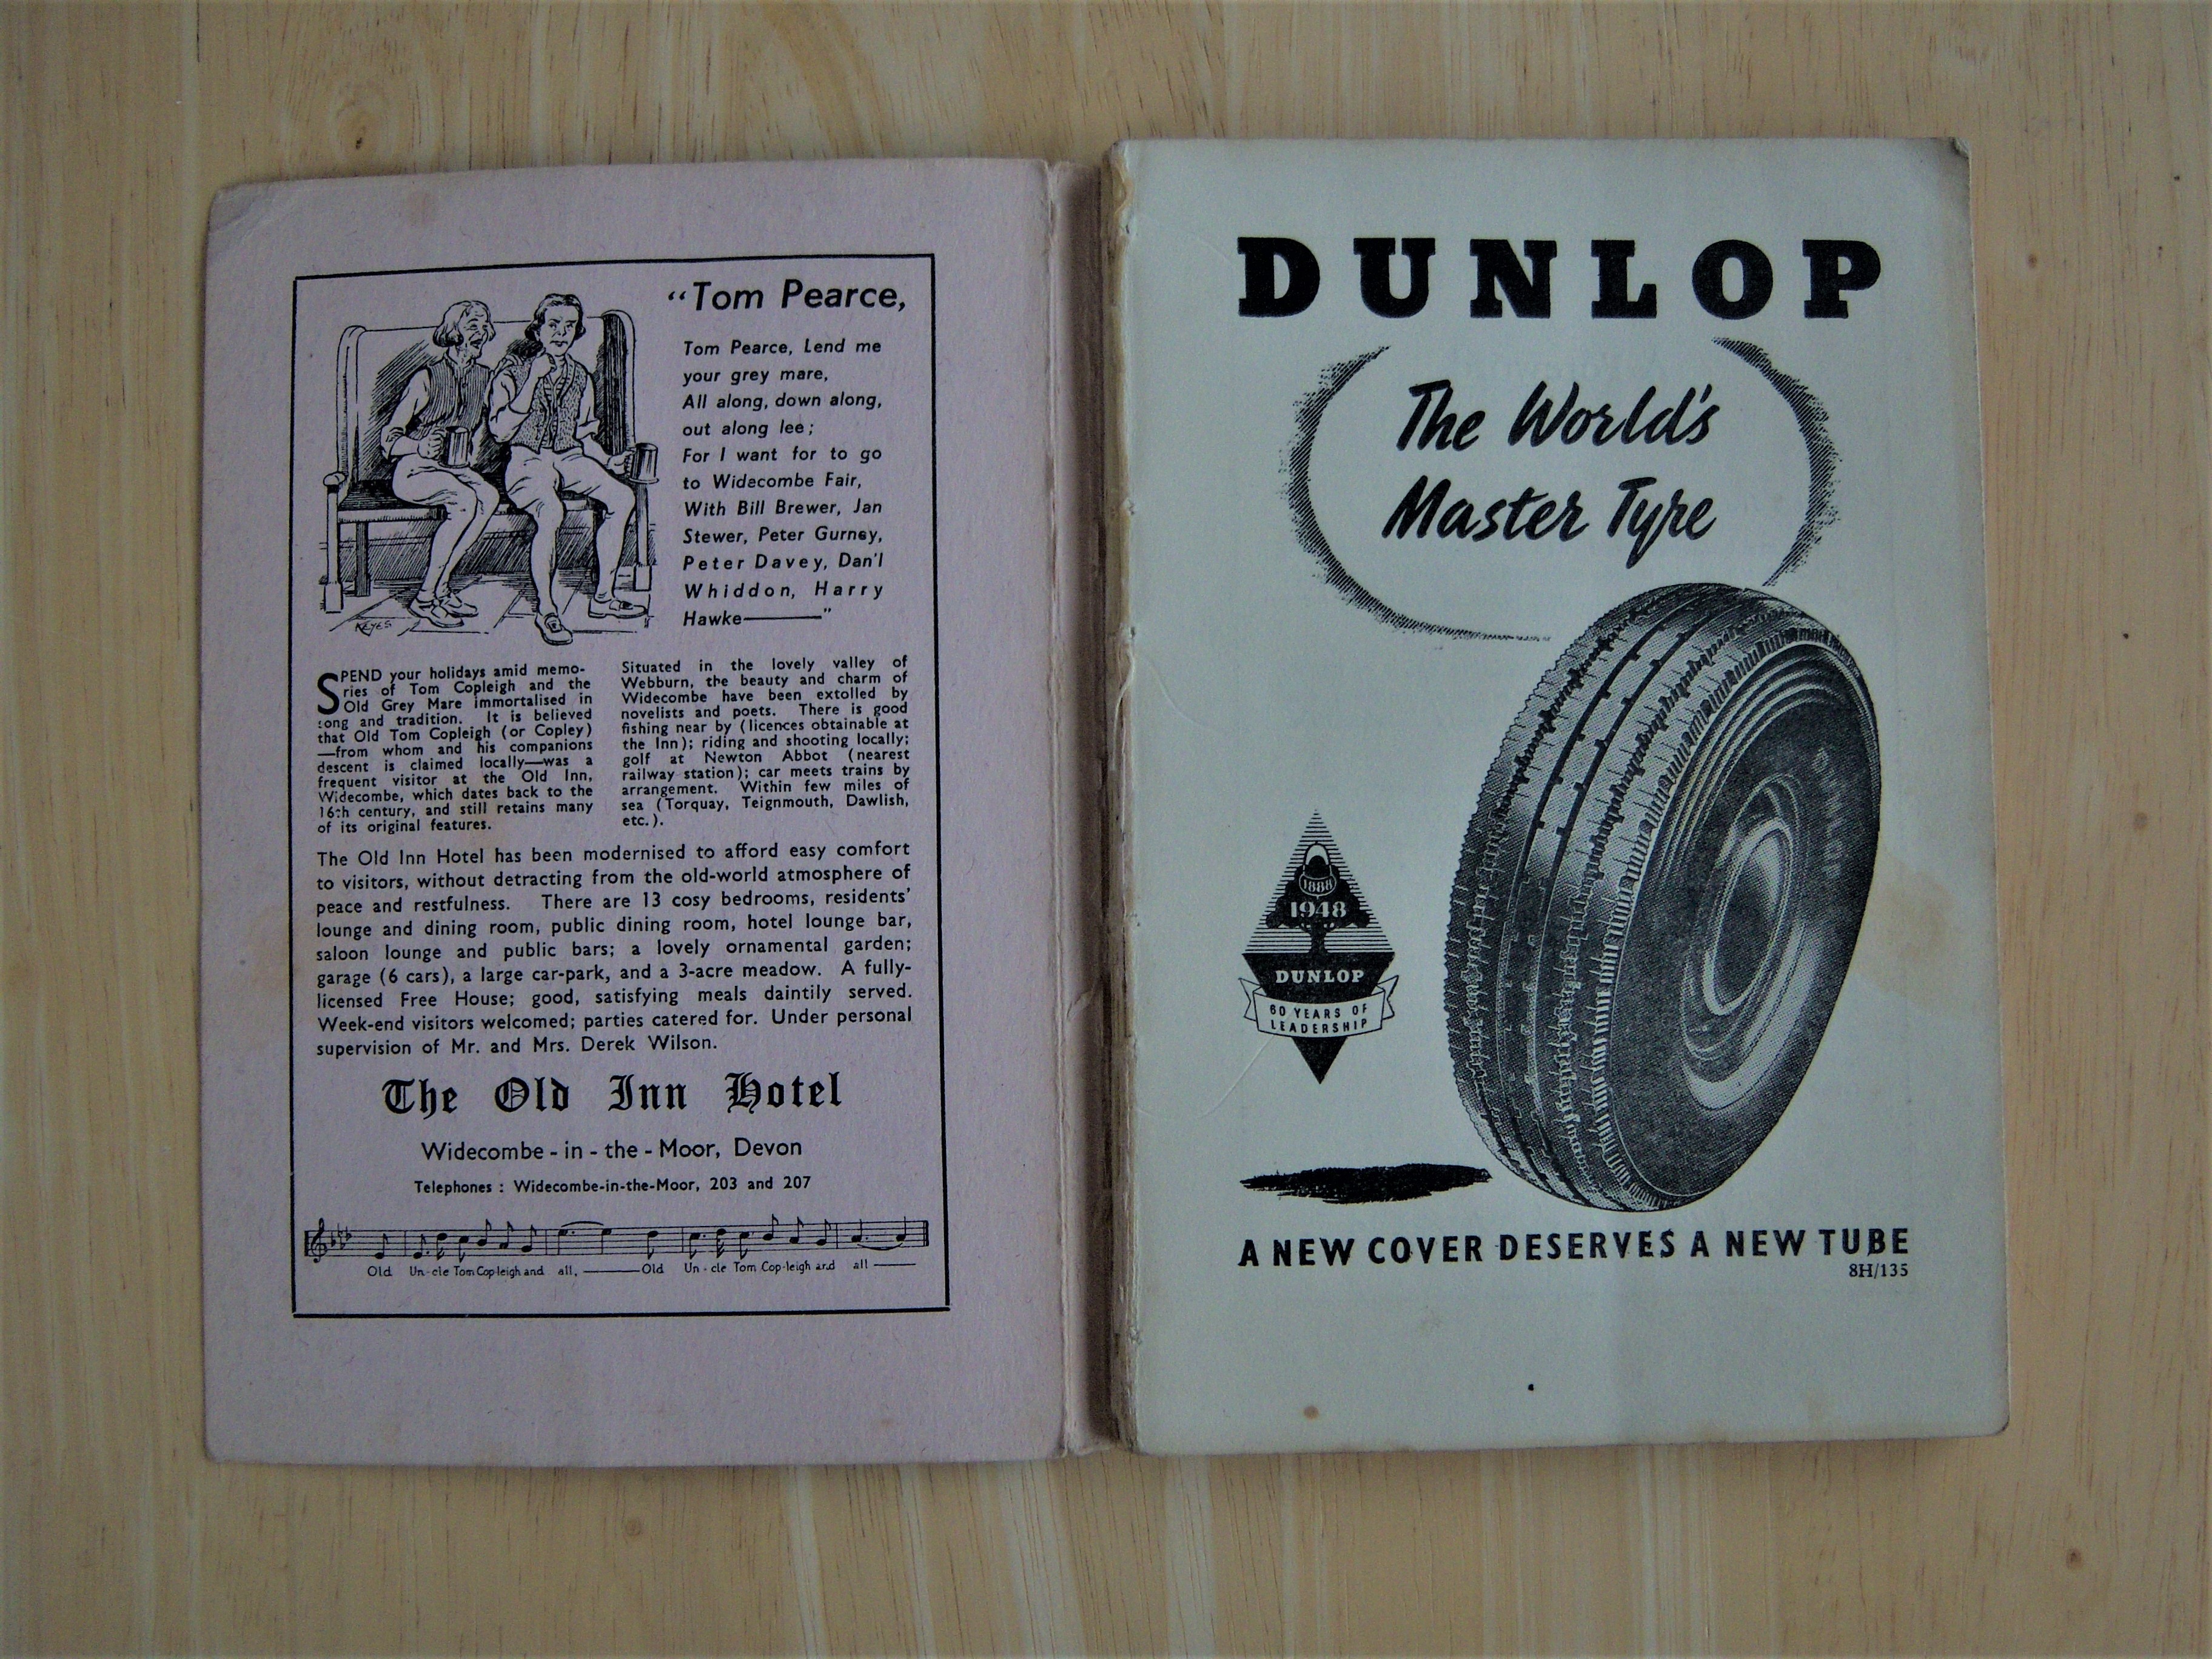 "Tom Pearce,
Tom Pearce, Lend me
your grey mare,
All along, down along,
out along lee;
For I want for to go
to Widecombe Fair,
With Bill Brewer, Jan
Stewer, Peter Gurney,
Peter Davey, Dan'l
Whiddon, Harry
Hawke——"
KEYES
SPEND your holidays amid memo-
ries of Tom Copleigh and the
Old Grey Mare immortalised in
song and tradition. It is believed
that Old Tom Copleigh (or Copley)
—from whom and his companions
descent is claimed locally—was a
frequent visitor at the Old Inn,
Widecombe, which dates back to the
16th century, and still retains many
of its original features.
Situated in the lovely valley of
Webburn, the beauty and charm of
Widecombe have been extolled by
novelists and poets. There is good
fishing near by (licences obtainable at
the Inn); riding and shooting locally;
golf at Newton Abbot (nearest
railway station); car meets trains by
arrangement. Within few miles of
sea (Torquay, Teignmouth, Dawlish,
etc.).
The Old Inn Hotel has been modernised to afford easy comfort
to visitors, without detracting from the old-world atmosphere of
peace and restfulness. There are 13 cosy bedrooms, residents'
lounge and dining room, public dining room, hotel lounge bar,
saloon lounge and public bars; a lovely ornamental garden;
garage (6 cars), a large car-park, and a 3-acre meadow. A fully-
licensed Free House; good, satisfying meals daintily served.
Week-end visitors welcomed; parties catered for. Under personal
supervision of Mr. and Mrs. Derek Wilson.
The Old Inn Hotel
Widecombe - in - the - Moor, Devon
Telephones : Widecombe-in-the-Moor, 203 and 207
Old Un-cle Tom Cop-leigh and all,——Old Un-cle Tom Cop-leigh and all——
DUNLOP
The World's
Master Tyre
DUNLOP
1888
1948
DUNLOP
60 YEARS OF
LEADERSHIP
A NEW COVER DESERVES A NEW TUBE
8H/135